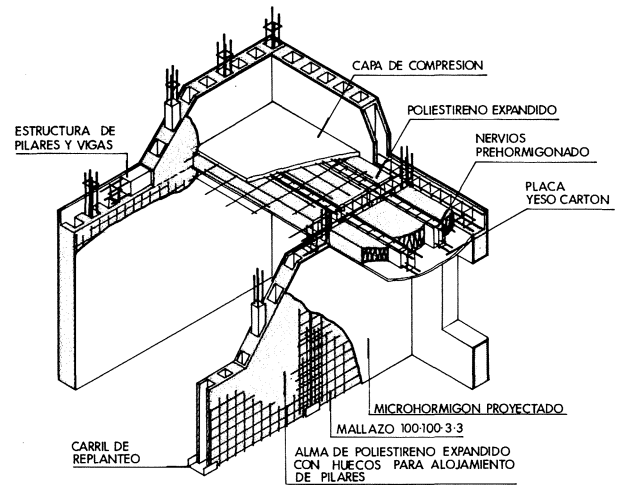 CAPA DE COMPRESION
POLIESTIRENO EXPANDIDO
ESTRUCTURA DE
PILARES Y VIGAS
NERVIOS
PREHORMIGONADO
PLACA
YESO CARTON
MICROHORMIGON PROYECTADO
MALLAZO 100·100·3·3
CARRIL DE
REPLANTEO
ALMA DE POLIESTIRENO EXPANDIDO
CON HUECOS PARA ALOJAMIENTO
DE PILARES